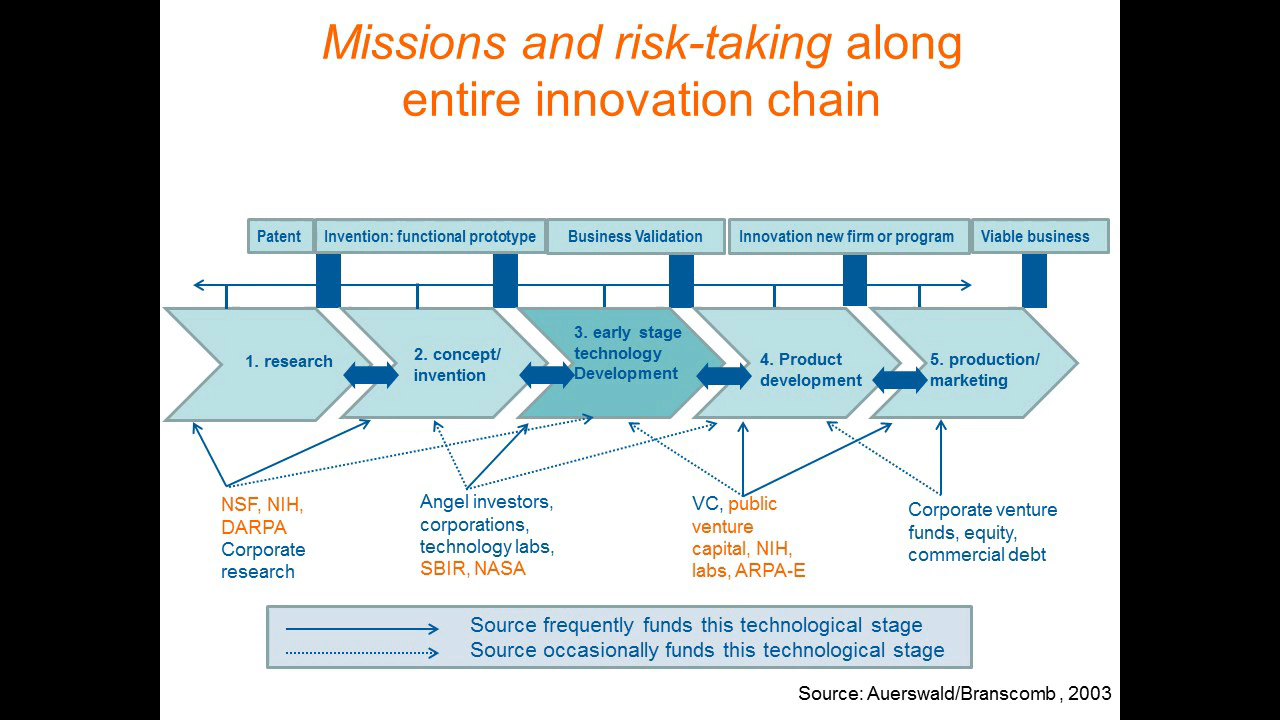 Missions and risk-taking along
entire innovation chain
Patent
Invention: functional prototype
Business Validation
Innovation new firm or program
Viable business
1. research
2. concept/
invention
3. early stage
technology
Development
4. Product
development
5. production/
marketing
NSF, NIH,
DARPA
Corporate
research
Angel investors,
corporations,
technology labs,
SBIR, NASA
VC, public
venture
capital, NIH,
labs, ARPA-E
Corporate venture
funds, equity,
commercial debt
Source frequently funds this technological stage
Source occasionally funds this technological stage
Source: Auerswald/Branscomb , 2003